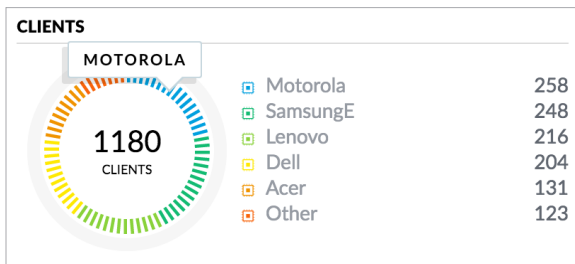 CLIENTS
MOTOROLA
1180
CLIENTS
Motorola 258
SamsungE 248
Lenovo 216
Dell 204
Acer 131
Other 123